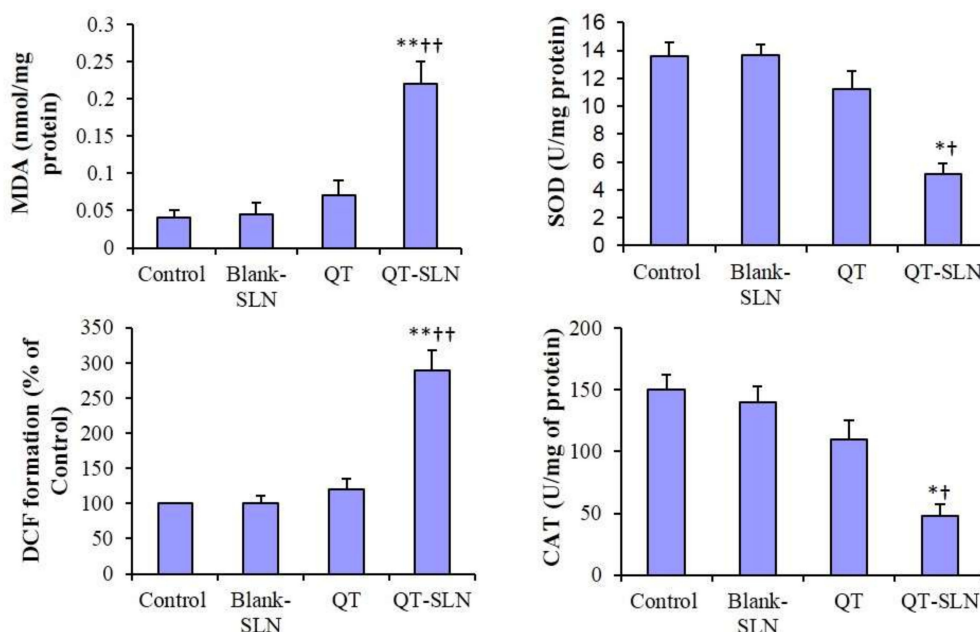 MDA (nmol/mg
protein)
0.3
0.25
0.2
0.15
0.1
0.05
0
**††
Control
Blank-
SLN
QT
QT-SLN
SOD (U/mg protein)
16
14
12
10
8
6
4
2
0
*†
Control
Blank-
SLN
QT
QT-SLN
DCF formation (% of
Control)
350
300
250
200
150
100
50
0
**††
Control
Blank-
SLN
QT
QT-SLN
CAT (U/mg of protein)
200
150
100
50
0
*†
Control
Blank-
SLN
QT
QT-SLN